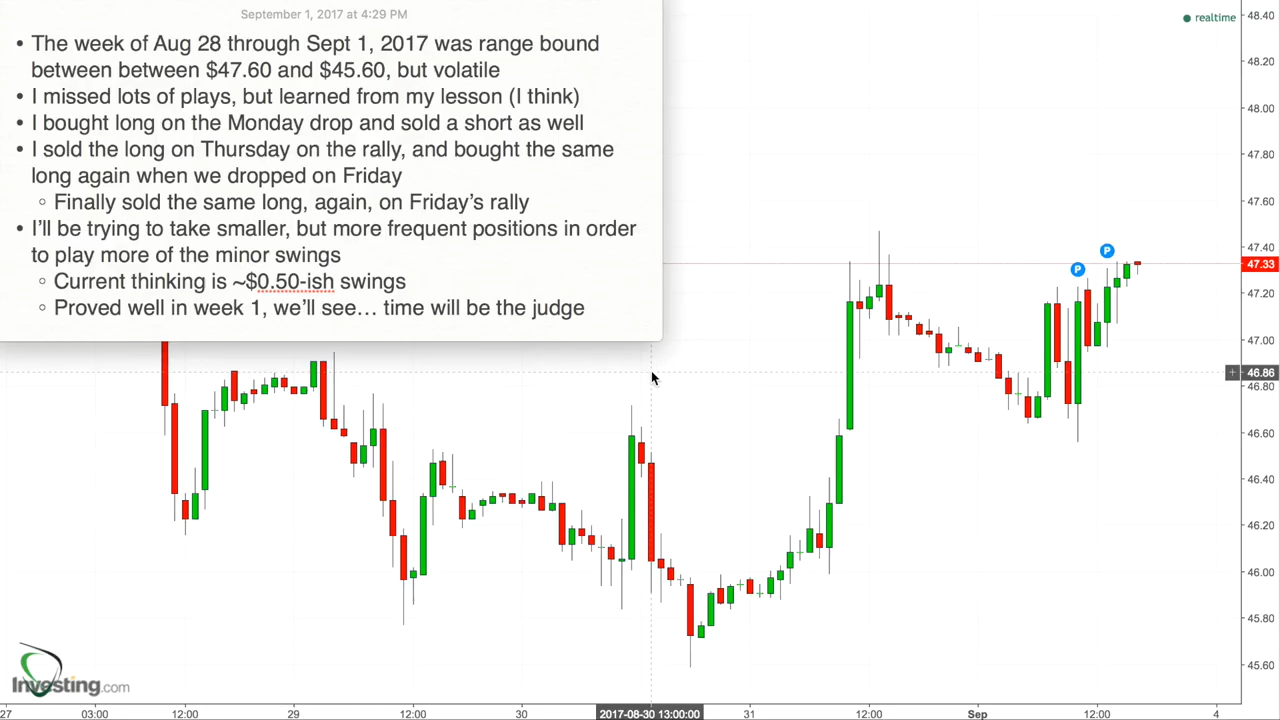 September 1, 2017 at 4:29 PM
• The week of Aug 28 through Sept 1, 2017 was range bound
between between $47.60 and $45.60, but volatile
• I missed lots of plays, but learned from my lesson (I think)
• I bought long on the Monday drop and sold a short as well
• I sold the long on Thursday on the rally, and bought the same
long again when we dropped on Friday
◦ Finally sold the same long, again, on Friday’s rally
• I’ll be trying to take smaller, but more frequent positions in order
to play more of the minor swings
◦ Current thinking is ~$0.50-ish swings
◦ Proved well in week 1, we’ll see… time will be the judge
realtime
48.40
48.20
48.00
47.80
47.60
47.40
47.33
47.20
47.00
46.86
46.80
46.60
46.40
46.20
46.00
45.80
45.60
P
P
Investing.com
27 03:00 12:00 29 12:00 30 2017-08-30 13:00:00 31 12:00 Sep 12:00 4